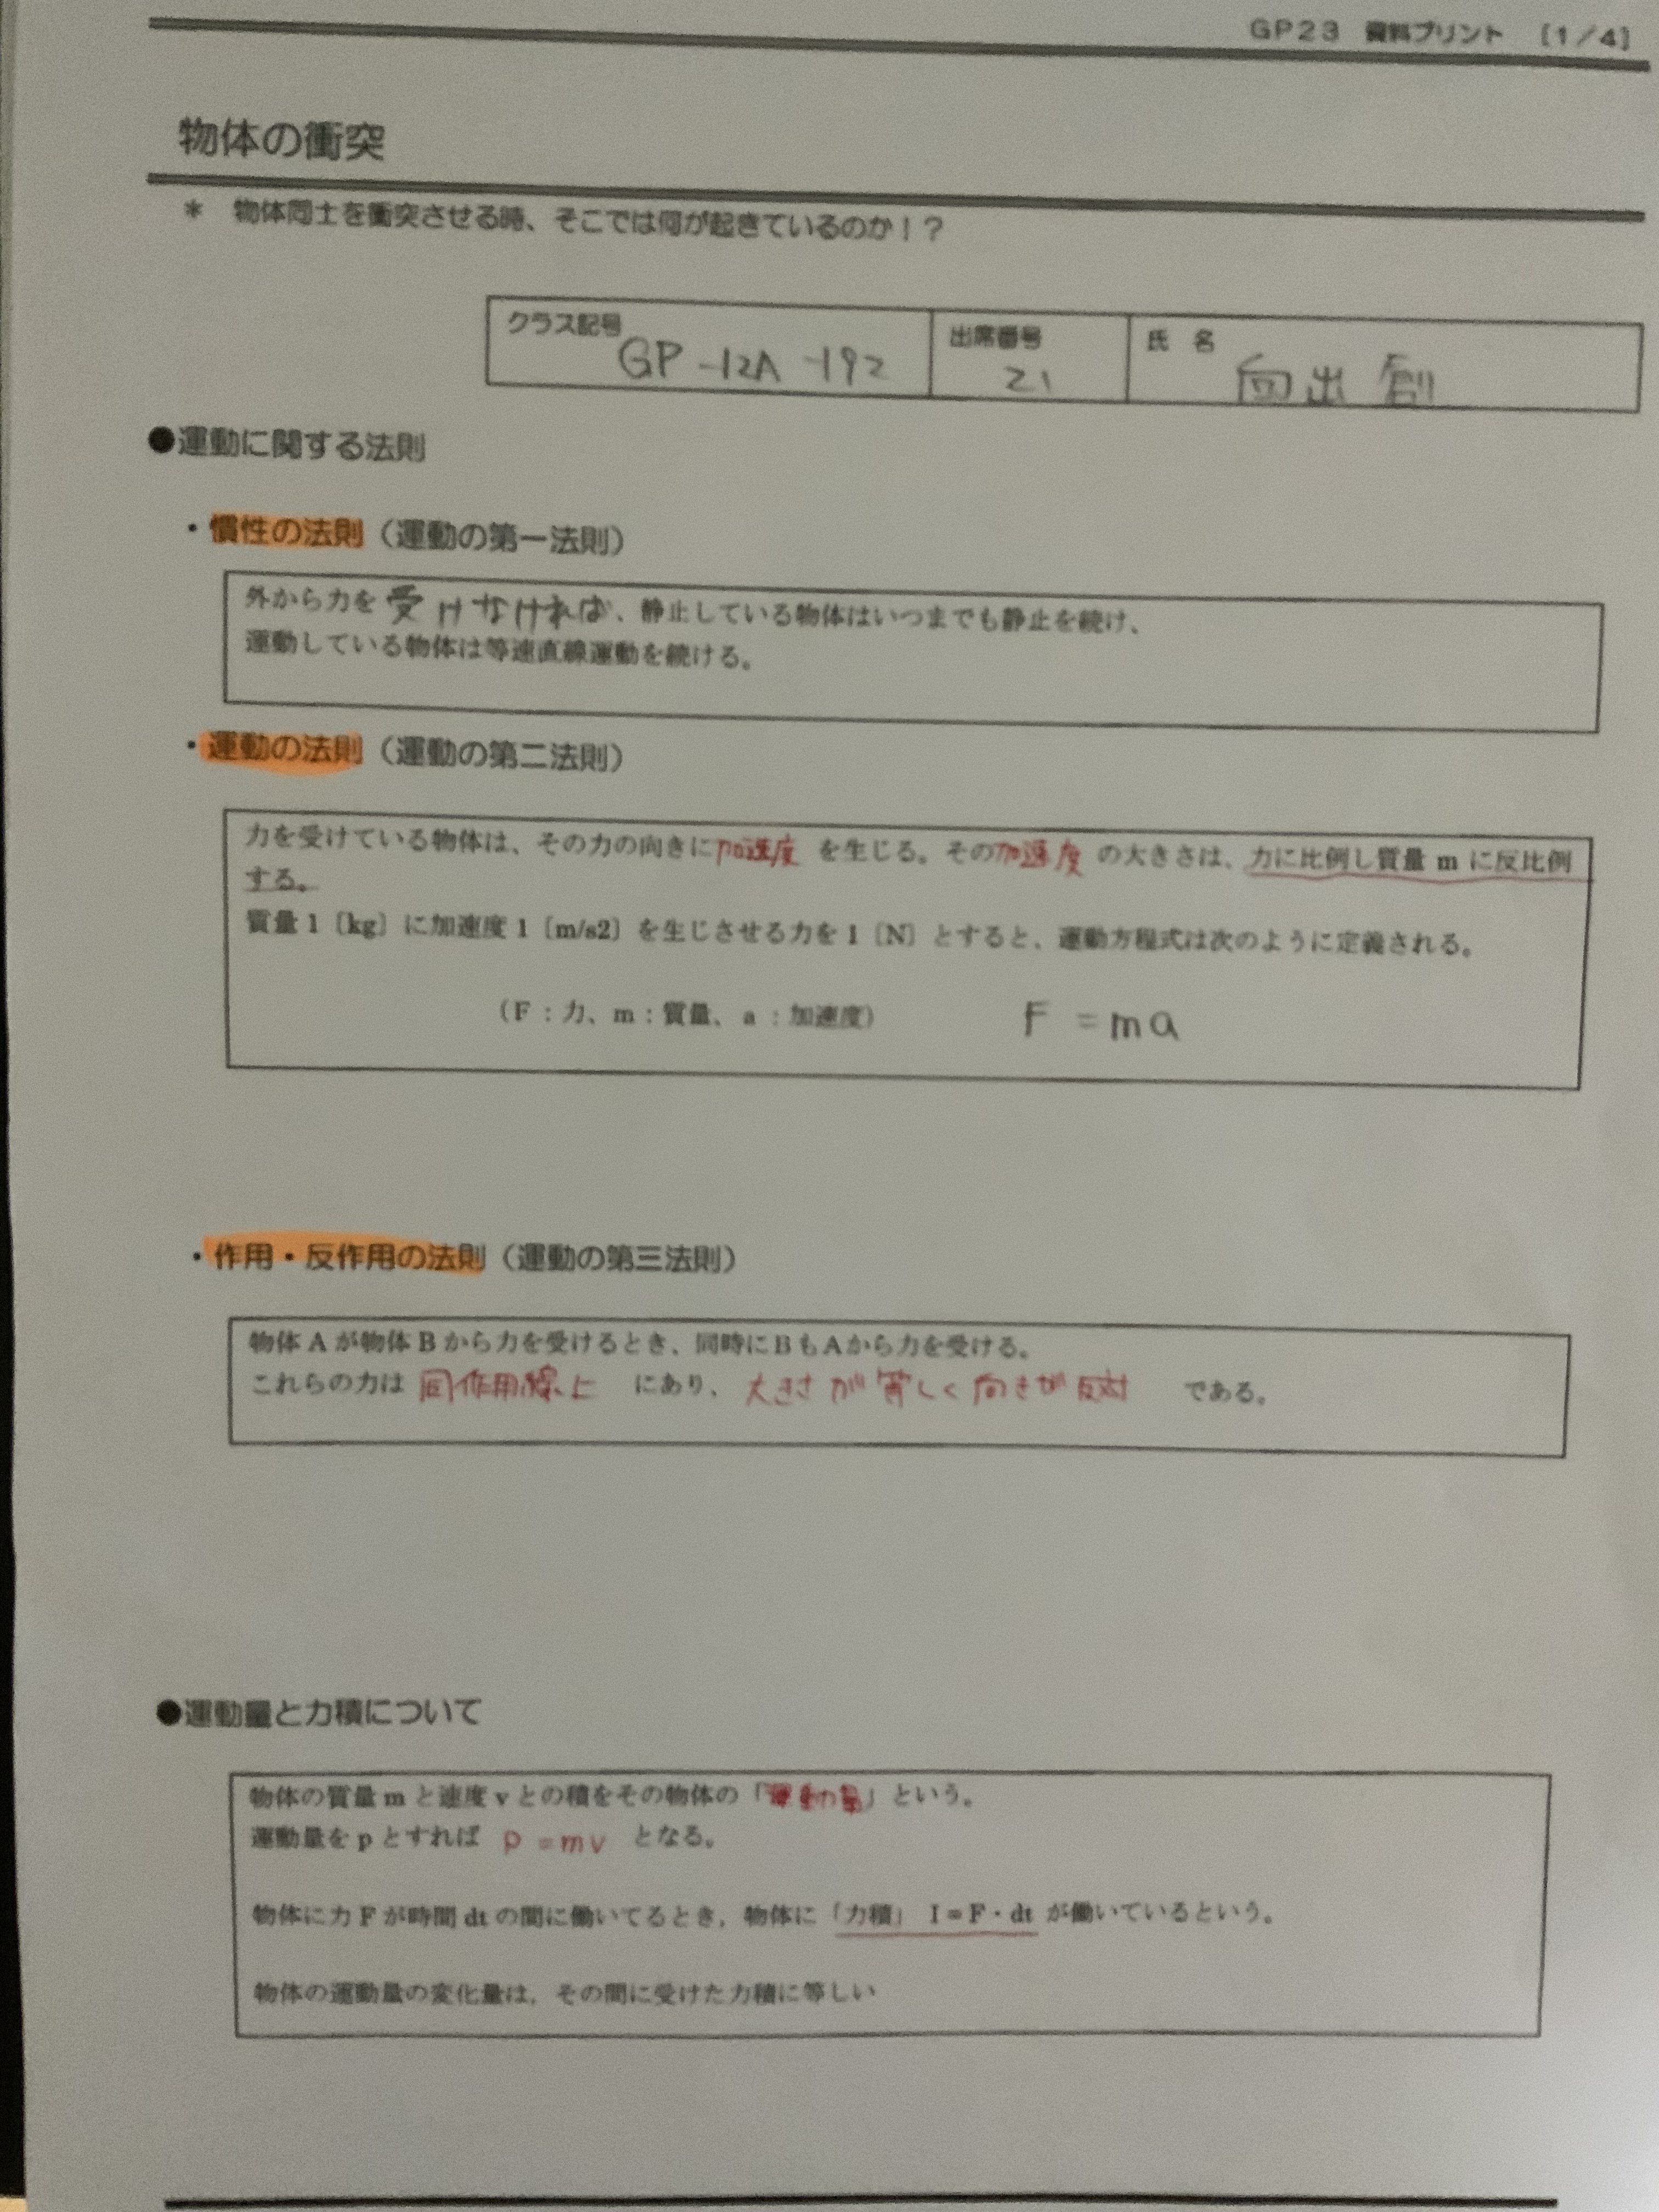 GP23 資料プリント [1/4]
物体の衝突
* 物体同士を衝突させる時、そこでは何が起きているのか！？
クラス記号 出席番号 氏 名
GP-12A-192 21 向出 創
●運動に関する法則
・慣性の法則（運動の第一法則）
外から力を受けなければ、静止している物体はいつまでも静止を続け、
運動している物体は等速直線運動を続ける。
・運動の法則（運動の第二法則）
力を受けている物体は、その力の向きに加速度を生じる。その加速度の大きさは、力に比例し質量 m に反比例
する。
質量 1〔kg〕に加速度 1〔m/s2〕を生じさせる力を 1〔N〕とすると、運動方程式は次のように定義される。
（F：力、m：質量、a：加速度） F = ma
・作用・反作用の法則（運動の第三法則）
物体 A が物体 B から力を受けるとき、同時に B も A から力を受ける。
これらの力は 同作用線上 にあり、大きさが等しく向きが反対 である。
●運動量と力積について
物体の質量 m と速度 v との積をその物体の「運動量」という。
運動量を p とすれば p = mv となる。
物体に力 F が時間 dt の間に働いてるとき，物体に「力積」 I＝F・dt が働いているという。
物体の運動量の変化量は，その間に受けた力積に等しい